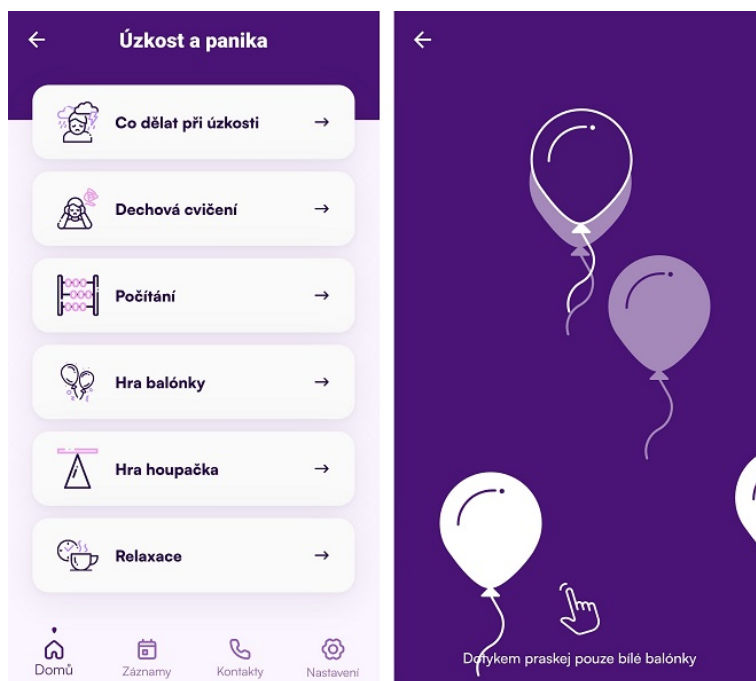 Úzkost a panika
Co dělat při úzkosti
Dechová cvičení
Počítání
Hra balónky
Hra houpačka
Relaxace
Domů
Záznamy
Kontakty
Nastavení
Dotykem praskej pouze bílé balónky